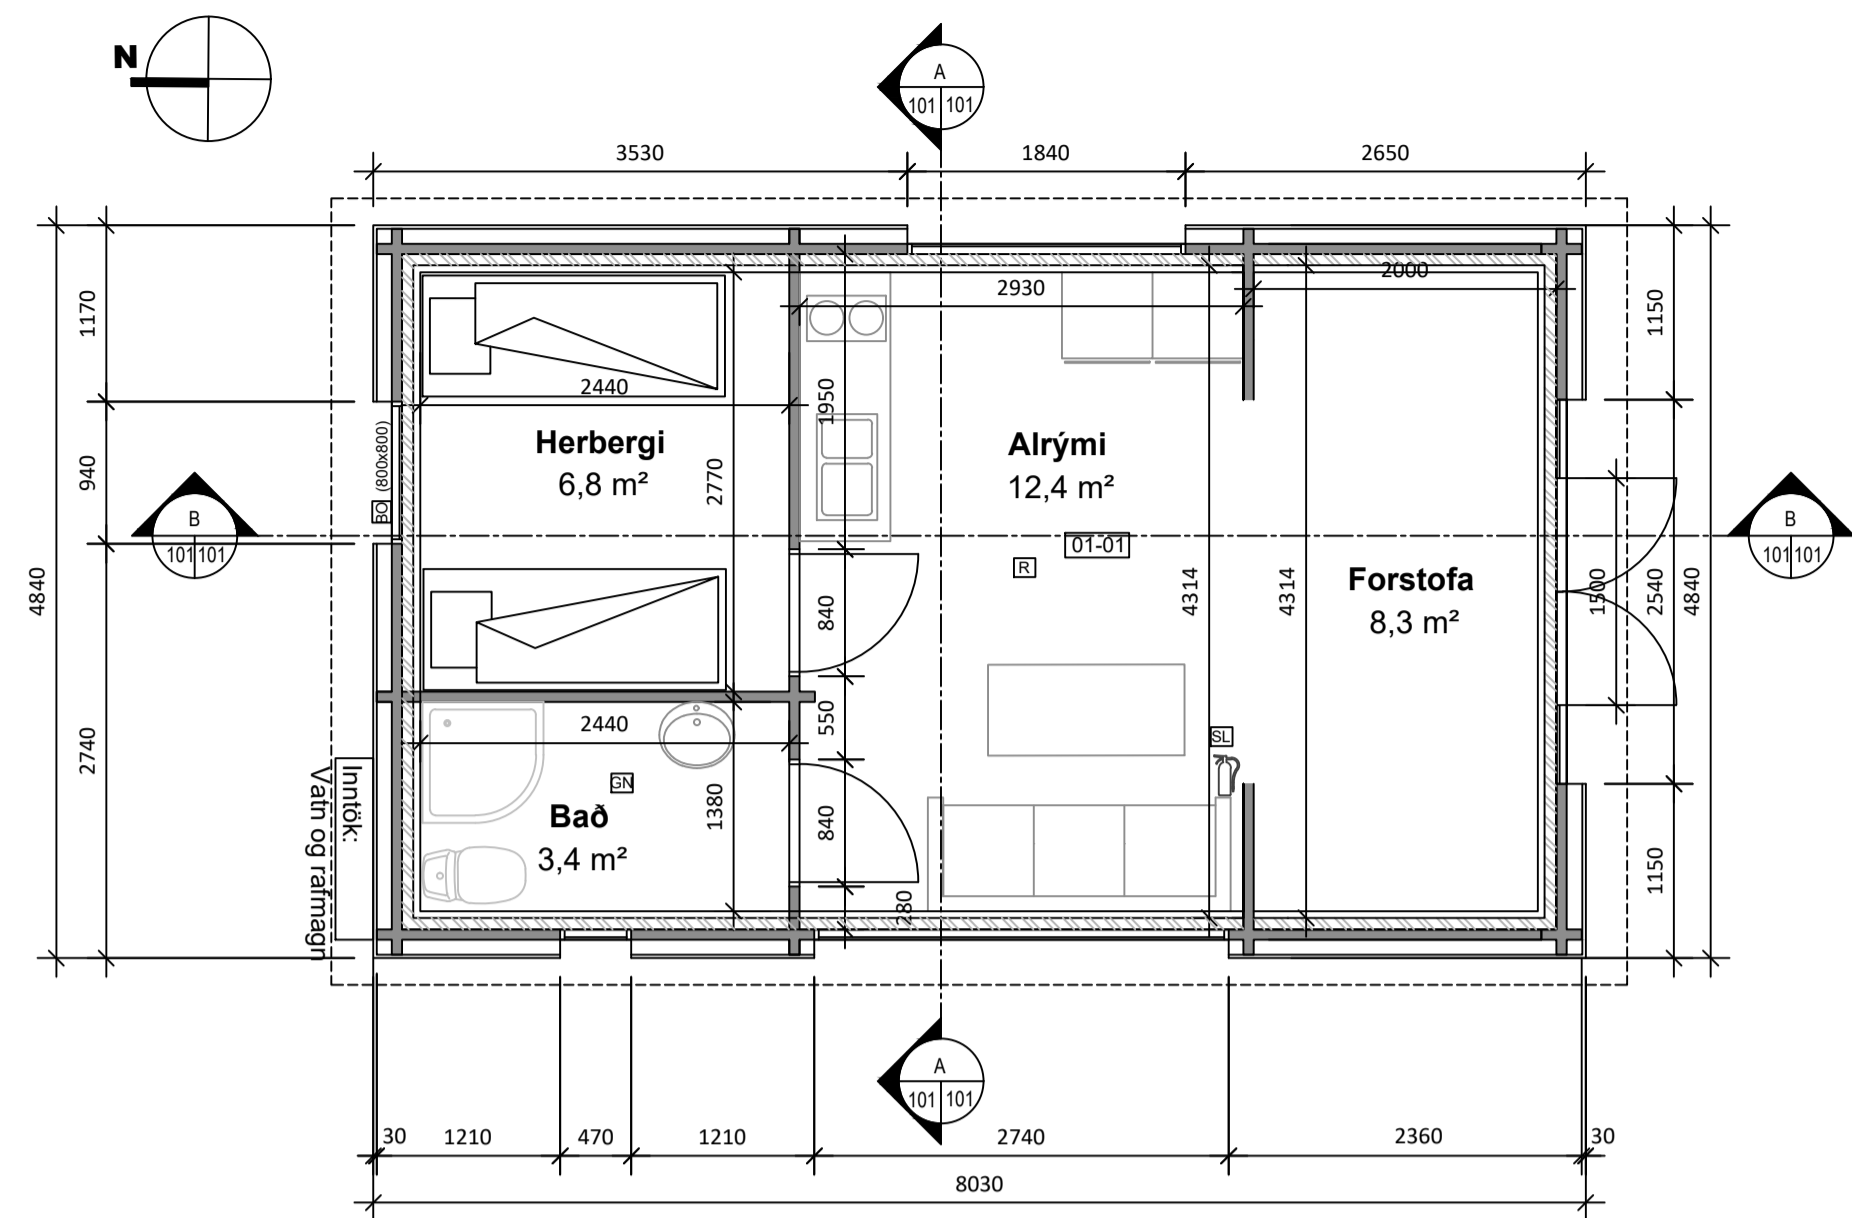 N
A
101 101
3530
1840
2650
2000
2930
1170
1150
2440
1950
Herbergi
6,8 m²
Alrými
12,4 m²
940
(800x800)
BO
2770
B
101 101
B
101 101
01-01
R
4840
840
4314
4314
Forstofa
8,3 m²
1500
2540
4840
2740
2440
550
SL
GN
Inntök:
Vatn og rafmagn
Bað
3,4 m²
1380
840
280
1150
A
101 101
30
1210
470
1210
2740
2360
30
8030